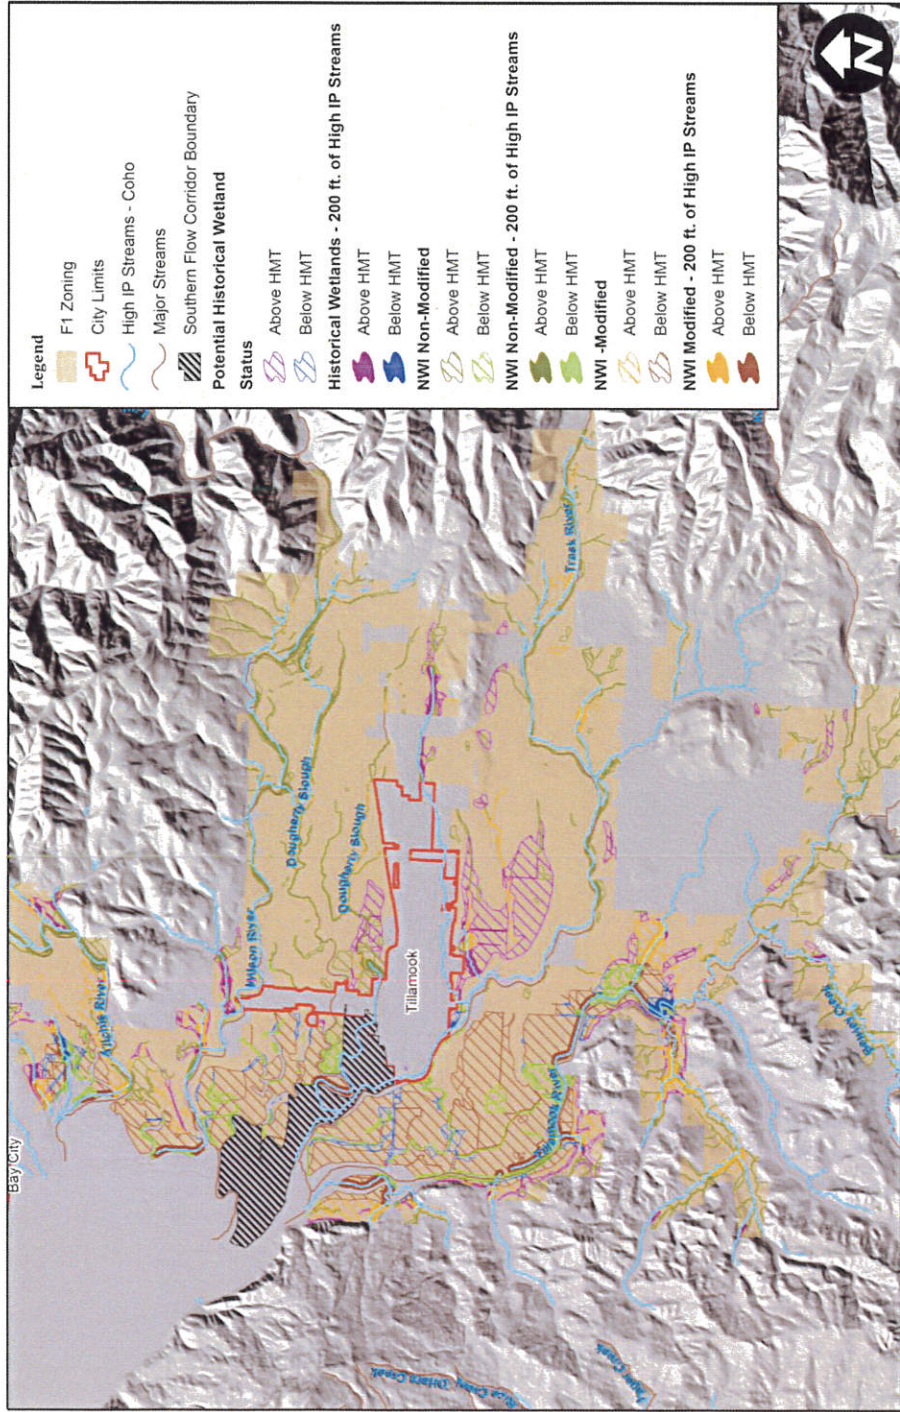 Legend
F1 Zoning
City Limits
High IP Streams - Coho
Major Streams
Southern Flow Corridor Boundary
Potential Historical Wetland
Status
Above HMT
Below HMT
Historical Wetlands - 200 ft. of High IP Streams
Above HMT
Below HMT
NWI Non-Modified
Above HMT
Below HMT
NWI Non-Modified - 200 ft. of High IP Streams
Above HMT
Below HMT
NWI -Modified
Above HMT
Below HMT
NWI Modified - 200 ft. of High IP Streams
Above HMT
Below HMT
N
Bay City
Kilchis River
Wilson River
Dougherty Slough
Dougherty Slough
Tillamook
Trask River
Tillamook River